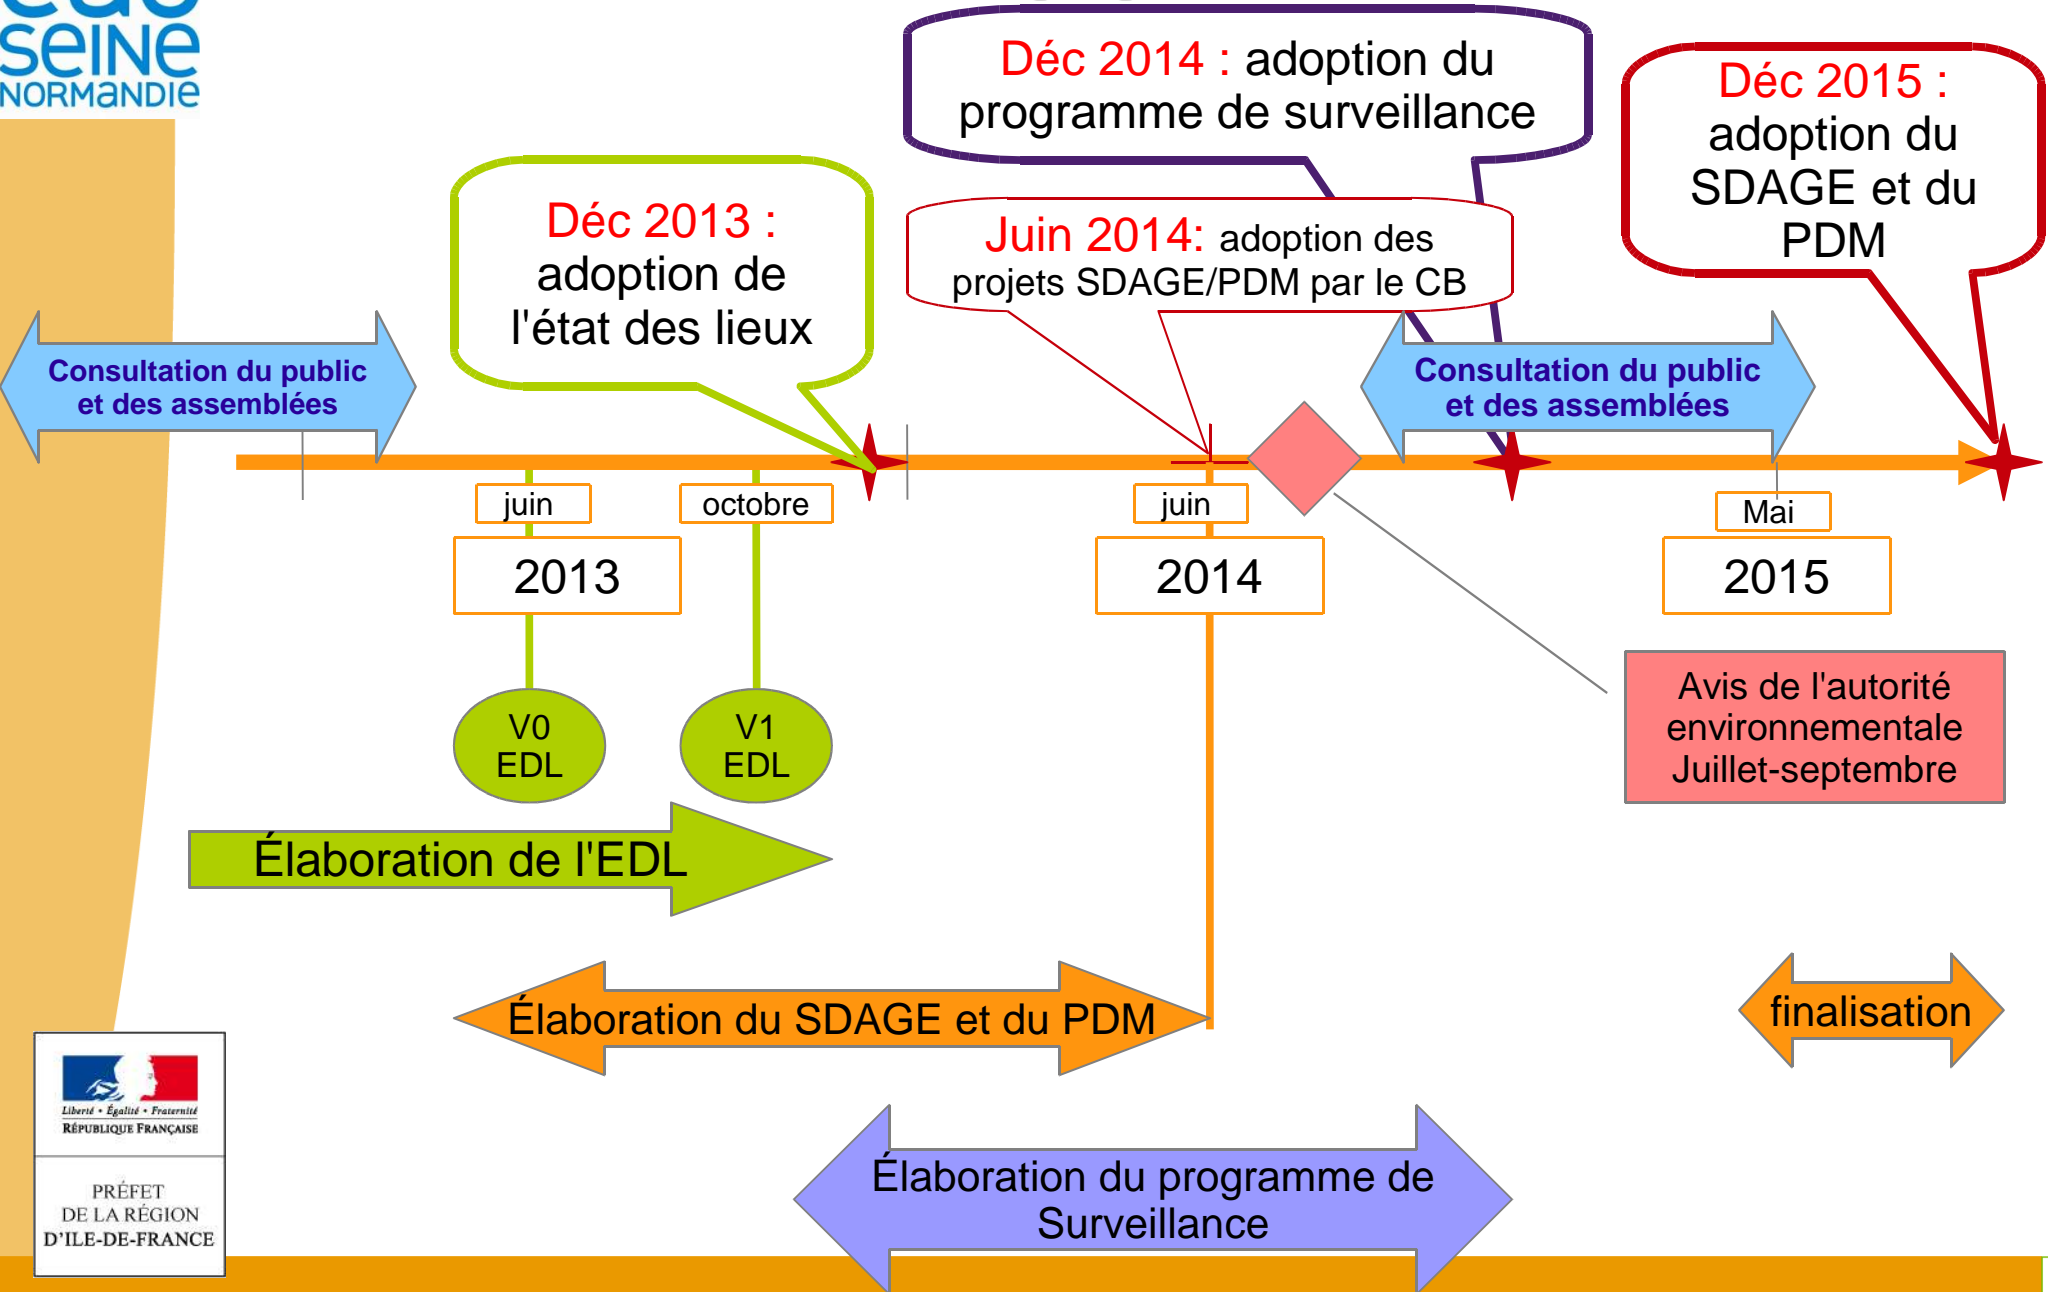 SEINE
NORMANDIE
Déc 2014 : adoption du
programme de surveillance
Déc 2015 :
adoption du
SDAGE et du
PDM
Déc 2013 :
adoption de
l'état des lieux
Juin 2014: adoption des
projets SDAGE/PDM par le CB
Consultation du public
et des assemblées
Consultation du public
et des assemblées
juin
octobre
juin
Mai
2013
2014
2015
V0
EDL
V1
EDL
Avis de l'autorité
environnementale
Juillet-septembre
Élaboration de l'EDL
Élaboration du SDAGE et du PDM
finalisation
Élaboration du programme de
Surveillance
Liberté • Égalité • Fraternité
RÉPUBLIQUE FRANÇAISE
PRÉFET
DE LA RÉGION
D'ILE-DE-FRANCE